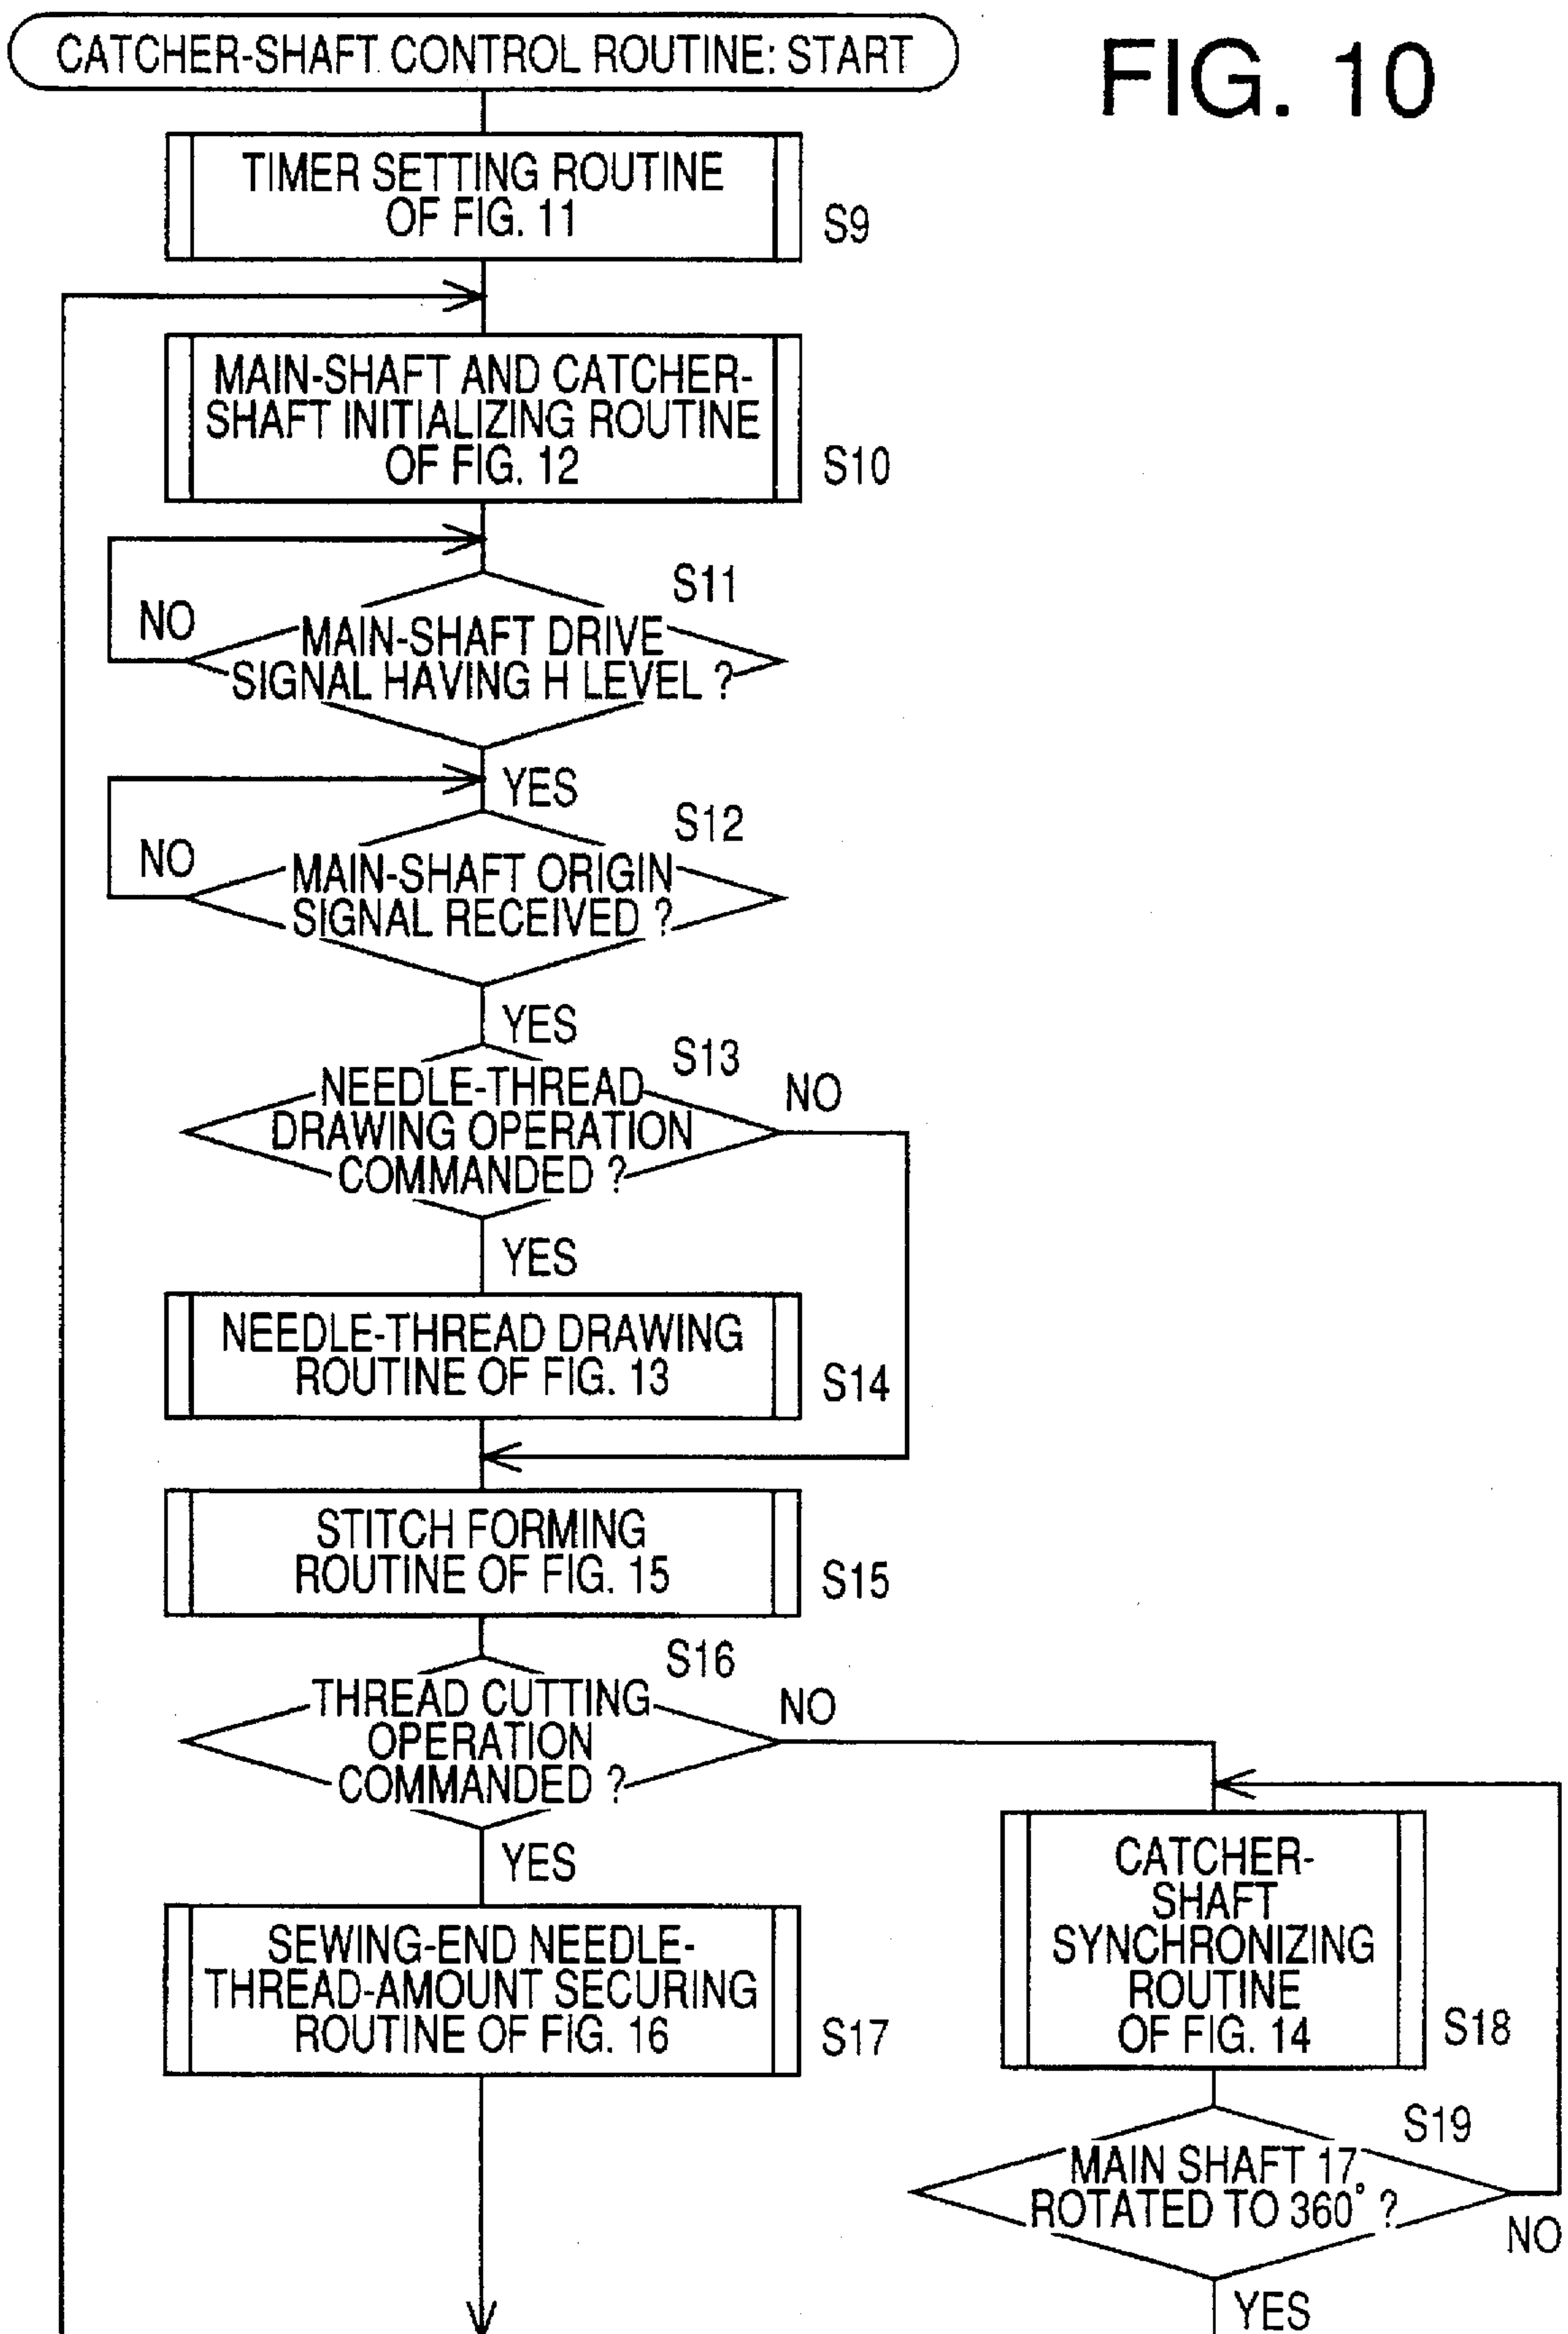 CATCHER-SHAFT CONTROL ROUTINE: START
FIG. 10
TIMER SETTING ROUTINE
OF FIG. 11
S9
MAIN-SHAFT AND CATCHER-
SHAFT INITIALIZING ROUTINE
OF FIG. 12
S10
S11
NO
MAIN-SHAFT DRIVE
SIGNAL HAVING H LEVEL ?
YES
S12
NO
MAIN-SHAFT ORIGIN
SIGNAL RECEIVED ?
YES
S13
NEEDLE-THREAD
DRAWING OPERATION
COMMANDED ?
NO
YES
NEEDLE-THREAD DRAWING
ROUTINE OF FIG. 13
S14
STITCH FORMING
ROUTINE OF FIG. 15
S15
S16
THREAD CUTTING
OPERATION
COMMANDED ?
NO
YES
SEWING-END NEEDLE-
THREAD-AMOUNT SECURING
ROUTINE OF FIG. 16
S17
CATCHER-
SHAFT
SYNCHRONIZING
ROUTINE
OF FIG. 14
S18
S19
MAIN SHAFT 17
ROTATED TO 360° ?
NO
YES